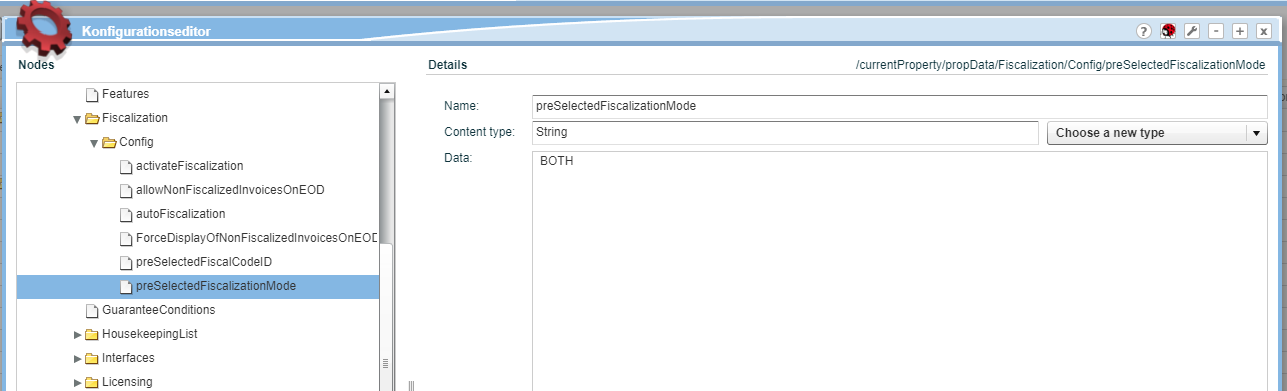 Konfigurationseditor
? - + x
Nodes
Details
/currentProperty/propData/Fiscalization/Config/preSelectedFiscalizationMode
Features
Fiscalization
Config
activateFiscalization
allowNonFiscalizedInvoicesOnEOD
autoFiscalization
ForceDisplayOfNonFiscalizedInvoicesOnEOD
preSelectedFiscalCodeID
preSelectedFiscalizationMode
GuaranteeConditions
HousekeepingList
Interfaces
Licensing
Name: preSelectedFiscalizationMode
Content type: String Choose a new type
Data: BOTH